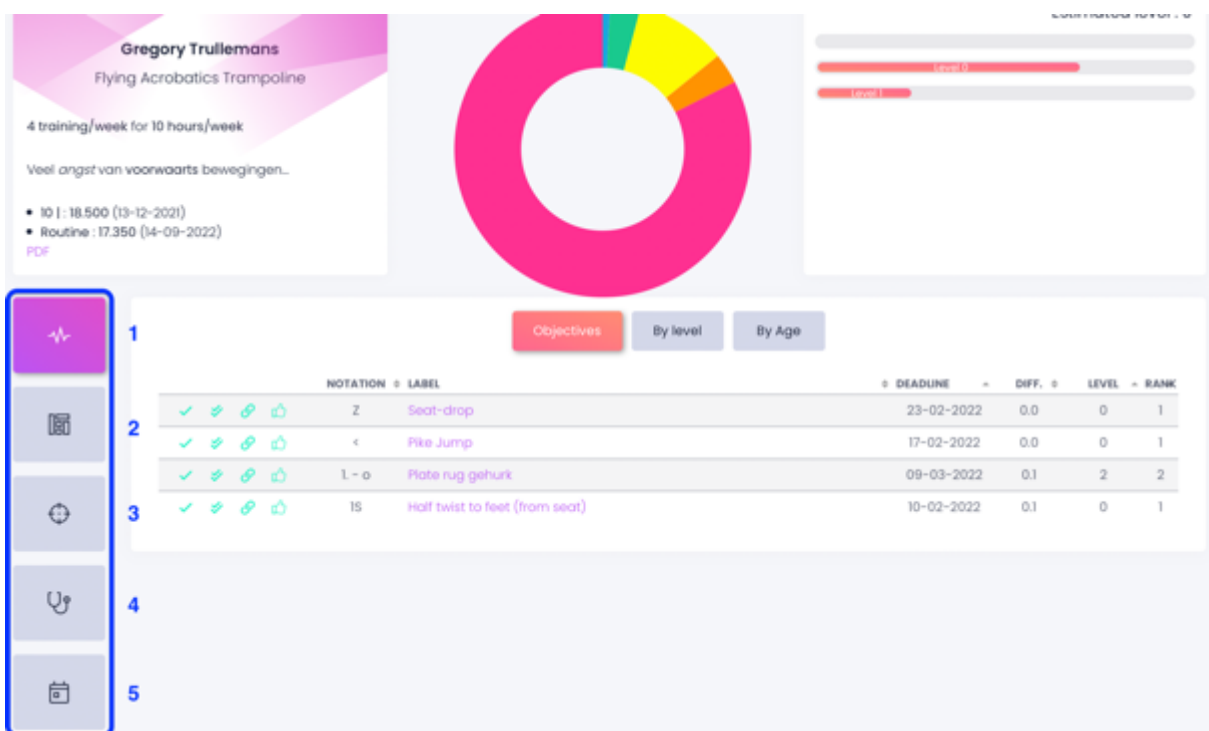 Estimated level : 0
Gregory Trullemans
Flying Acrobatics Trampoline
4 training/week for 10 hours/week
Veel angst van voorwaarts bewegingen...
10 | : 18.500 (13-12-2021)
Routine : 17.350 (14-09-2022)
PDF
Level 0
Level 1
1
2
3
4
5
Objectives By level By Age
NOTATION LABEL DEADLINE DIFF. LEVEL RANK
Z Seat-drop 23-02-2022 0.0 0 1
< Pike Jump 17-02-2022 0.0 0 1
1. - o Plate rug gehurk 09-03-2022 0.1 2 2
1S Half twist to feet (from seat) 10-02-2022 0.1 0 1